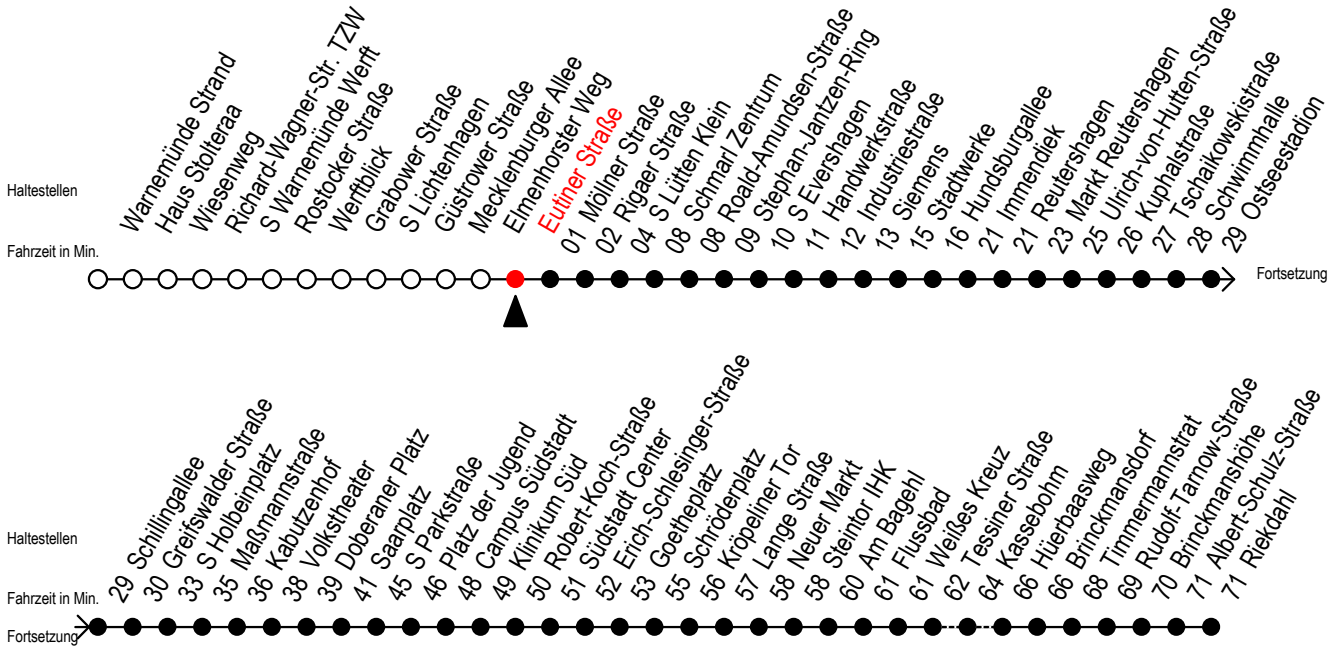 Haltestellen
Warnemünde Strand
Haus Stolteraa
Wiesenweg
Richard-Wagner-Str. TZW
S Warnemünde Werft
Rostocker Straße
Werftblick
Grabower Straße
S Lichtenhagen
Güstrower Straße
Mecklenburger Allee
Elmenhorster Weg
Eutiner Straße
01 Möllner Straße
02 Rigaer Straße
04 S Lütten Klein
08 Schmarl Zentrum
08 Roald-Amundsen-Straße
09 Stephan-Jantzen-Ring
10 S Evershagen
11 Handwerkstraße
12 Industriestraße
13 Siemens
15 Stadtwerke
16 Hundsburgallee
21 Immendiek
21 Reutershagen
23 Markt Reutershagen
25 Ulrich-von-Hutten-Straße
26 Kuphalstraße
27 Tschaikowskistraße
28 Schwimmhalle
29 Ostseestadion
Fahrzeit in Min.
Fortsetzung
Haltestellen
29 Schillingallee
30 Greifswalder Straße
33 S Holbeinplatz
35 Maßmannstraße
36 Kabutzenhof
38 Volkstheater
39 Doberaner Platz
41 Saarplatz
45 S Parkstraße
46 Platz der Jugend
48 Campus Südstadt
49 Klinikum Süd
50 Robert-Koch-Straße
51 Südstadt Center
52 Erich-Schlesinger-Straße
53 Goetheplatz
55 Schröderplatz
56 Kröpeliner Tor
57 Lange Straße
58 Neuer Markt
58 Steintor IHK
60 Am Bagehl
61 Flussbad
61 Weißes Kreuz
62 Tessiner Straße
64 Kassebohm
66 Hüerbaasweg
66 Brinckmansdorf
68 Timmermannstrat
69 Rudolf-Tarnow-Straße
70 Brinckmanshöhe
71 Albert-Schulz-Straße
71 Riekdahl
Fahrzeit in Min.
Fortsetzung